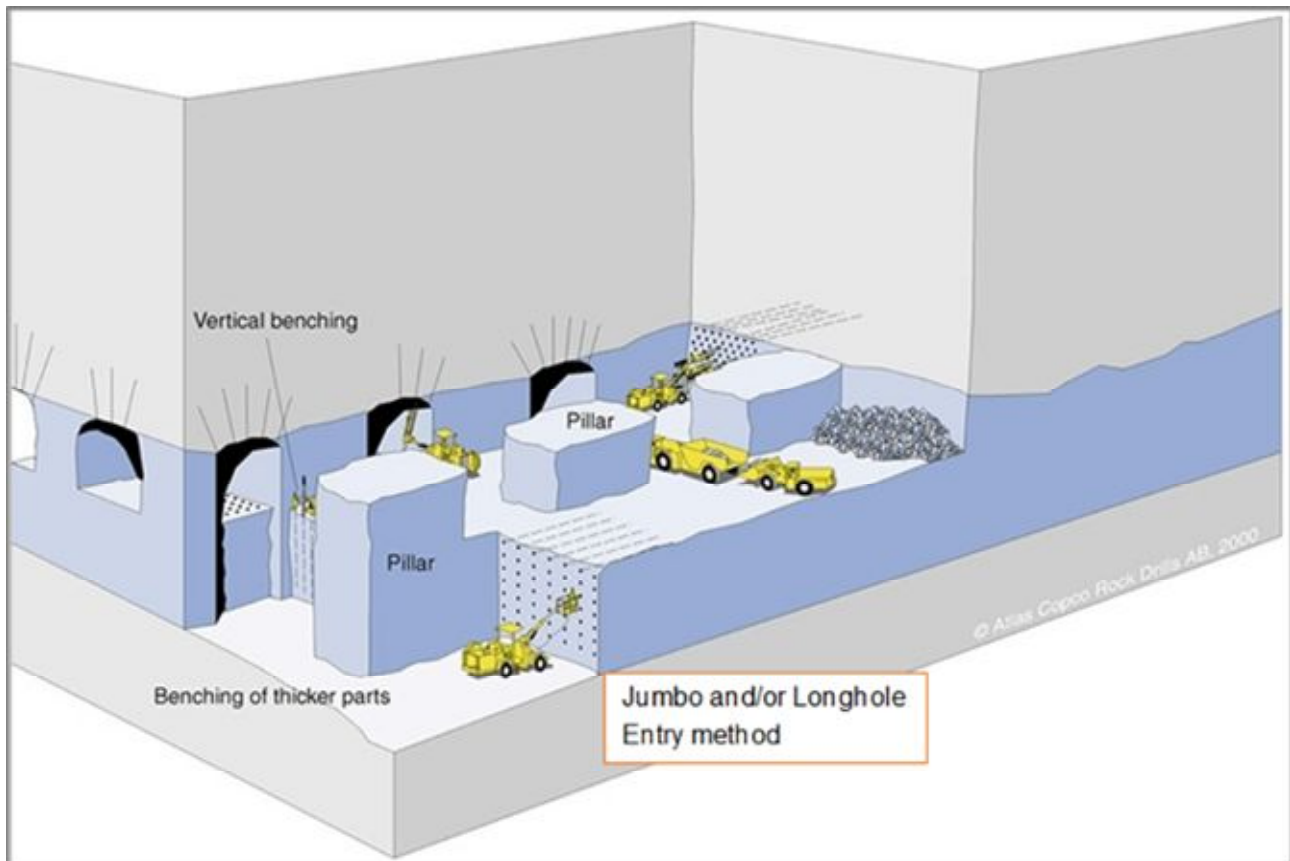 Vertical benching
Pillar
Pillar
Benching of thicker parts
© Atlas Copco Rock Drills AB, 2000
Jumbo and/or Longhole
Entry method